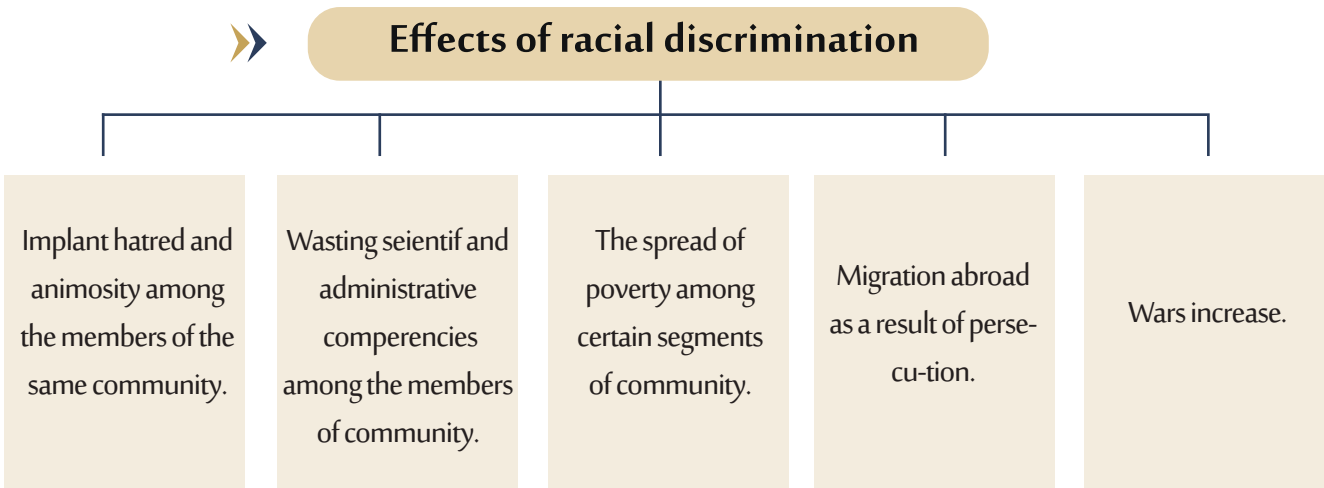 Effects of racial discrimination
Implant hatred and
animosity among
the members of the
same community.
Wasting seientif and
administrative
comperencies
among the members
of community.
The spread of
poverty among
certain segments
of community.
Migration abroad
as a result of perse-
cu-tion.
Wars increase.